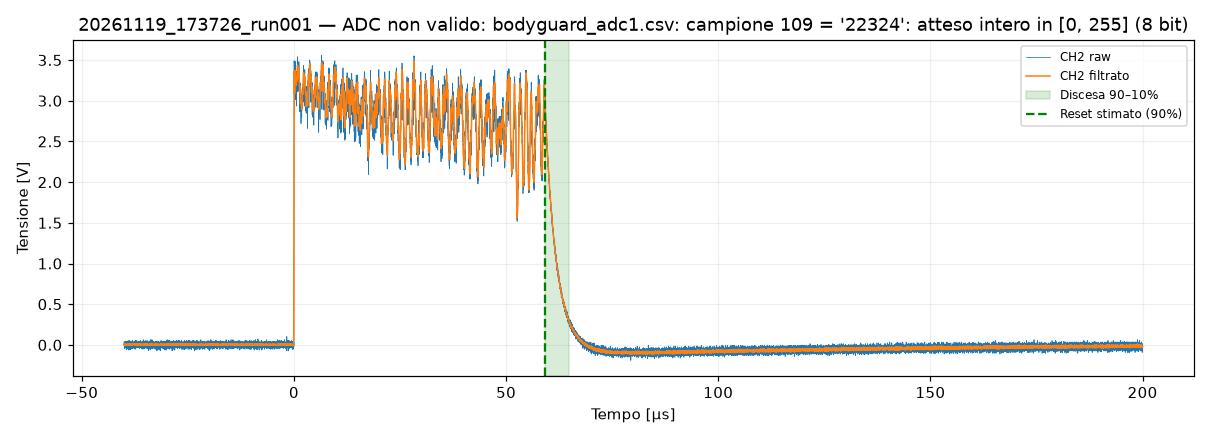 20261119_173726_run001 — ADC non valido: bodyguard_adc1.csv: campione 109 = '22324': atteso intero in [0, 255] (8 bit)
CH2 raw
CH2 filtrato
Discesa 90–10%
Reset stimato (90%)
Tensione [V]
3.5
3.0
2.5
2.0
1.5
1.0
0.5
0.0
−50
0
50
100
150
200
Tempo [µs]